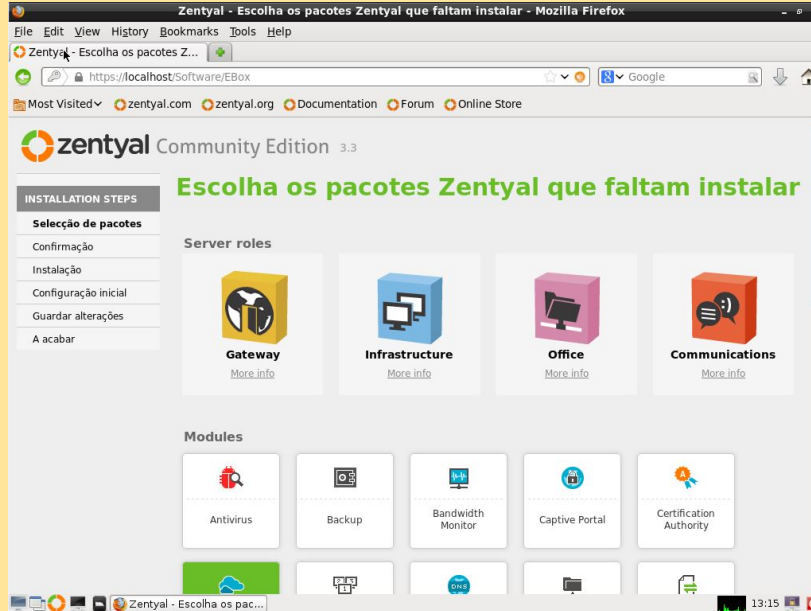 Zentyal - Escolha os pacotes Zentyal que faltam instalar - Mozilla Firefox
File Edit View History Bookmarks Tools Help
Zentyal - Escolha os pacotes Z...
https://localhost/Software/EBox
Google
Most Visited zentyal.com zentyal.org Documentation Forum Online Store
zentyal Community Edition 3.3
Escolha os pacotes Zentyal que faltam instalar
INSTALLATION STEPS
Selecção de pacotes
Confirmação
Instalação
Configuração inicial
Guardar alterações
A acabar
Server roles
Gateway
More info
Infrastructure
More info
Office
More info
Communications
More info
Modules
Antivirus
Backup
Bandwidth
Monitor
Captive Portal
Certification
Authority
DNS
Zentyal - Escolha os pac...
13:15